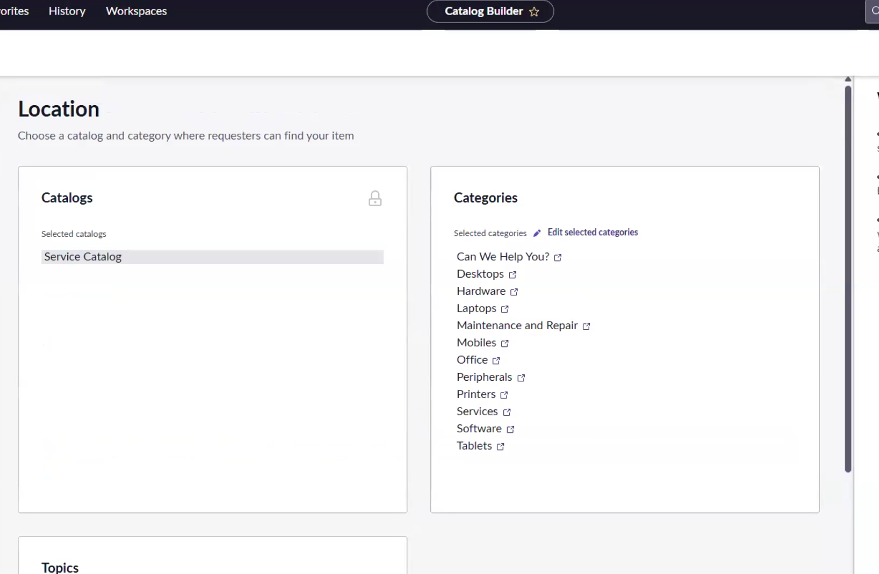 orites History Workspaces Catalog Builder
Location
Choose a catalog and category where requesters can find your item
Catalogs
Selected catalogs
Service Catalog
Categories
Selected categories Edit selected categories
Can We Help You?
Desktops
Hardware
Laptops
Maintenance and Repair
Mobiles
Office
Peripherals
Printers
Services
Software
Tablets
Topics